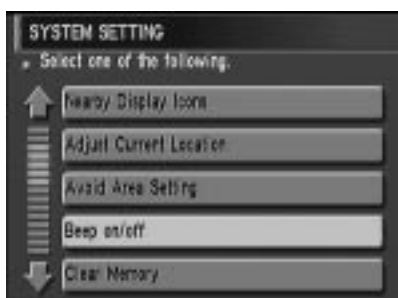 SYSTEM SETTING
Select one of the following.
Nearby Display Icons
Adjust Current Location
Avoid Area Setting
Beep on/off
Clear Memory